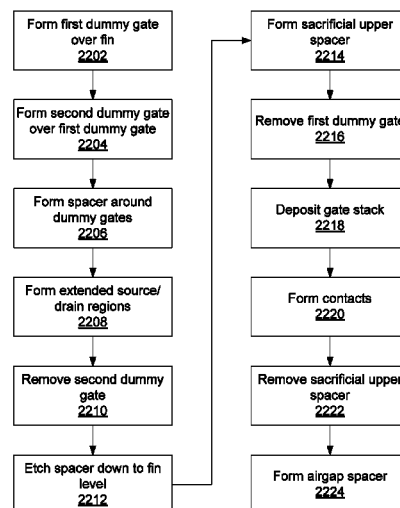 Form first dummy gate
over fin
2202
Form second dummy gate
over first dummy gate
2204
Form spacer around
dummy gates
2206
Form extended source/
drain regions
2208
Remove second dummy
gate
2210
Etch spacer down to fin
level
2212
Form sacrificial upper
spacer
2214
Remove first dummy gate
2216
Deposit gate stack
2218
Form contacts
2220
Remove sacrificial upper
spacer
2222
Form airgap spacer
2224